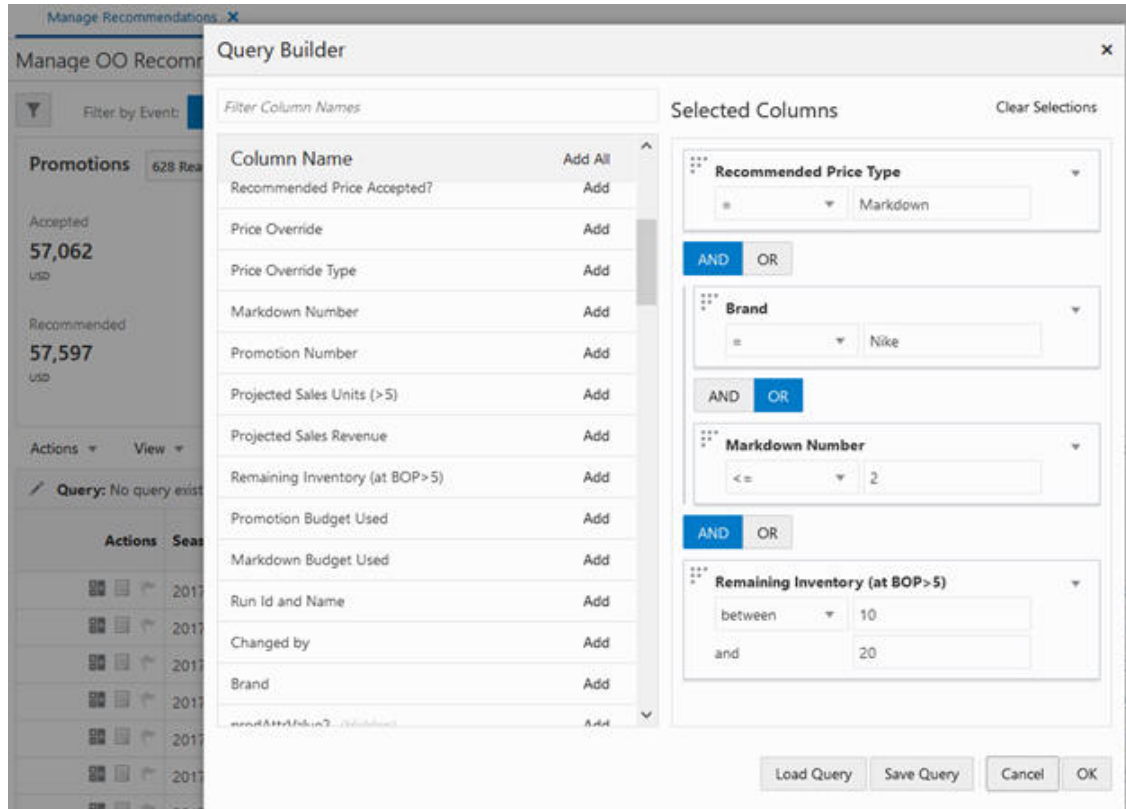 Manage Recommendations
Manage OO Recomr
Query Builder
Filter by Event:
Filter Column Names
Selected Columns
Clear Selections
Promotions
628 Rea
Accepted
57,062
USD
Recommended
57,597
USD
Actions
View
Query: No query exist
Actions Seas
2017
2017
2017
2017
2017
2017
Column Name Add All
Recommended Price Accepted? Add
Price Override Add
Price Override Type Add
Markdown Number Add
Promotion Number Add
Projected Sales Units (>5) Add
Projected Sales Revenue Add
Remaining Inventory (at BOP>5) Add
Promotion Budget Used Add
Markdown Budget Used Add
Run Id and Name Add
Changed by Add
Brand Add
prodAttrValue2 (Hidden) Add
Recommended Price Type
= Markdown
AND OR
Brand
= Nike
AND OR
Markdown Number
<= 2
AND OR
Remaining Inventory (at BOP>5)
between 10
and 20
Load Query
Save Query
Cancel
OK